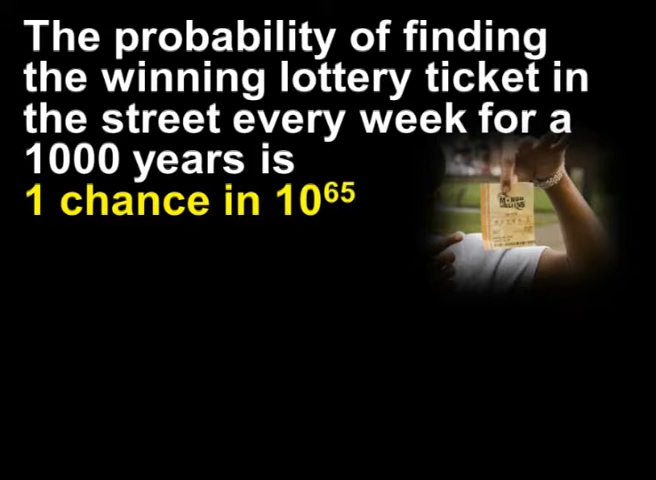 The probability of finding
the winning lottery ticket in
the street every week for a
1000 years is
1 chance in 10⁶⁵